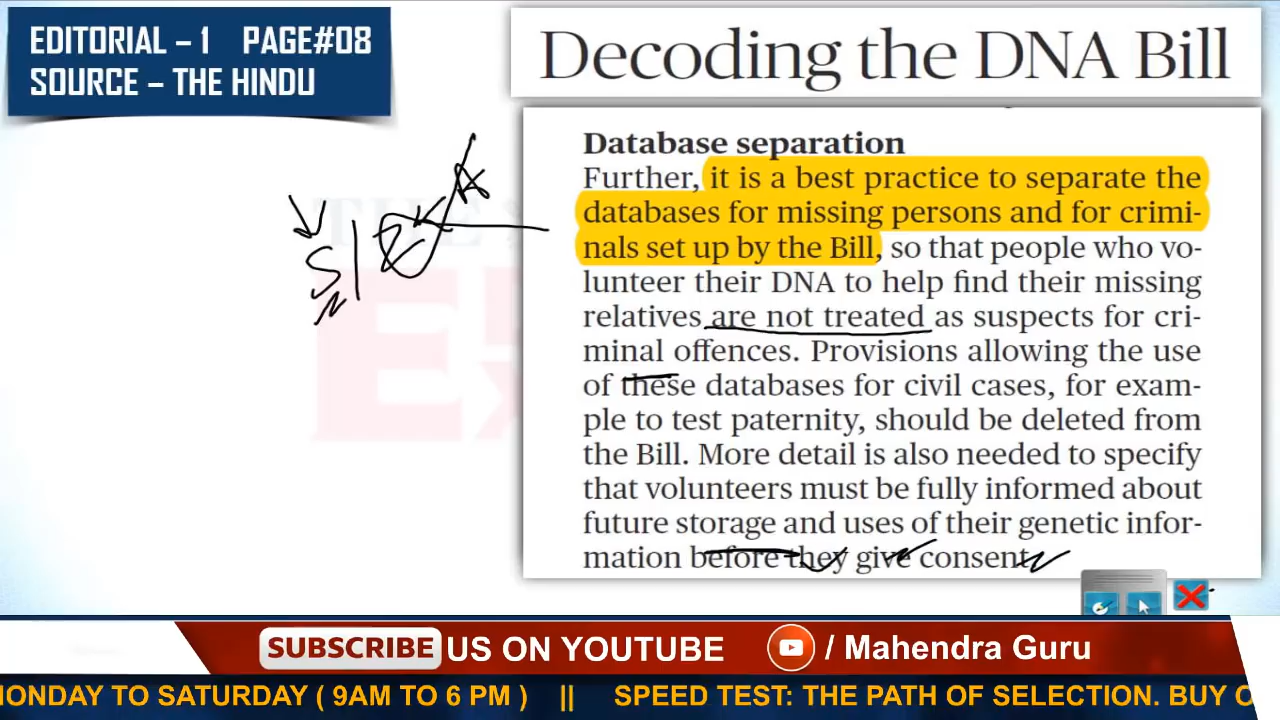 EDITORIAL – 1 PAGE#08
SOURCE – THE HINDU
Decoding the DNA Bill
Database separation
Further, it is a best practice to separate the
databases for missing persons and for crimi-
nals set up by the Bill, so that people who vo-
lunteer their DNA to help find their missing
relatives are not treated as suspects for cri-
minal offences. Provisions allowing the use
of these databases for civil cases, for exam-
ple to test paternity, should be deleted from
the Bill. More detail is also needed to specify
that volunteers must be fully informed about
future storage and uses of their genetic infor-
mation before they give consent
THE
SUBSCRIBE US ON YOUTUBE / Mahendra Guru
MONDAY TO SATURDAY ( 9AM TO 6 PM ) || SPEED TEST: THE PATH OF SELECTION. BUY